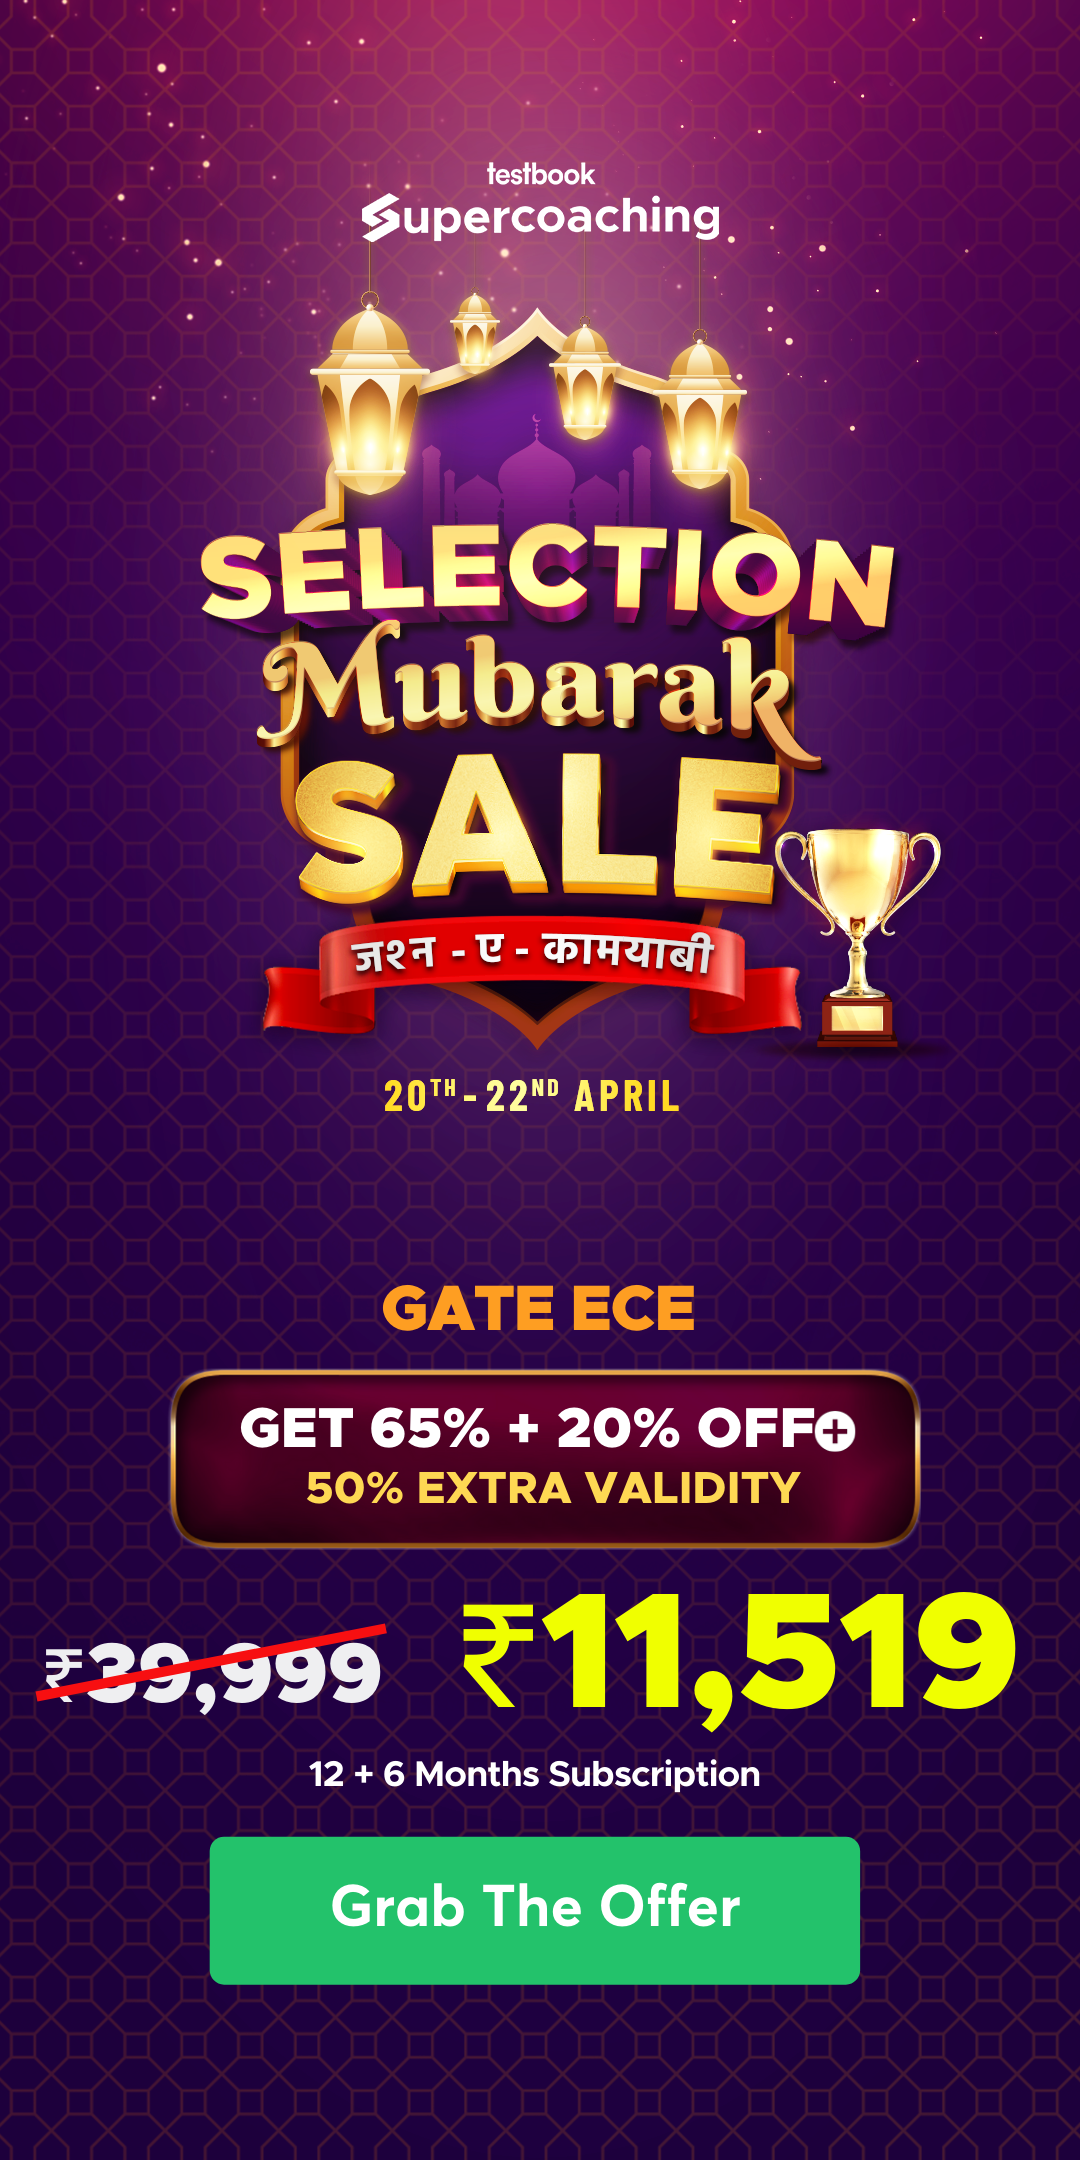 testbook
Supercoaching
SELECTION
Mubarak
SALE
जश्न - ए - कामयाबी
20TH - 22ND APRIL
GATE ECE
GET 65% + 20% OFF+
50% EXTRA VALIDITY
₹39,999
₹11,519
12 + 6 Months Subscription
Grab The Offer